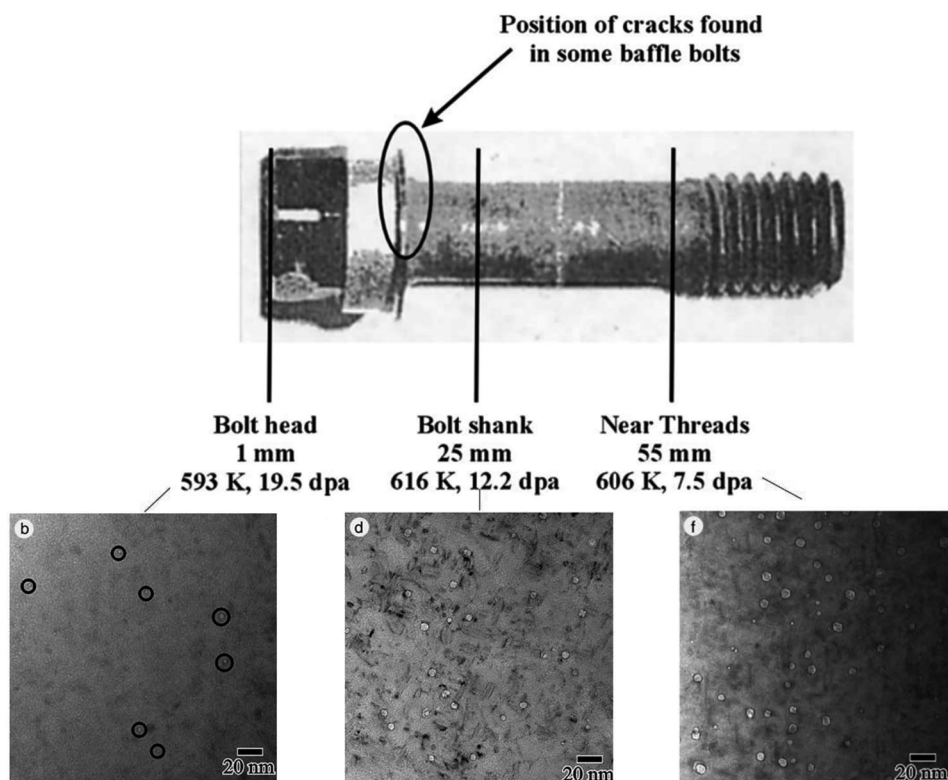 Position of cracks found
in some baffle bolts
Bolt head
1 mm
593 K, 19.5 dpa
Bolt shank
25 mm
616 K, 12.2 dpa
Near Threads
55 mm
606 K, 7.5 dpa
b
20 nm
d
20 nm
f
20 nm